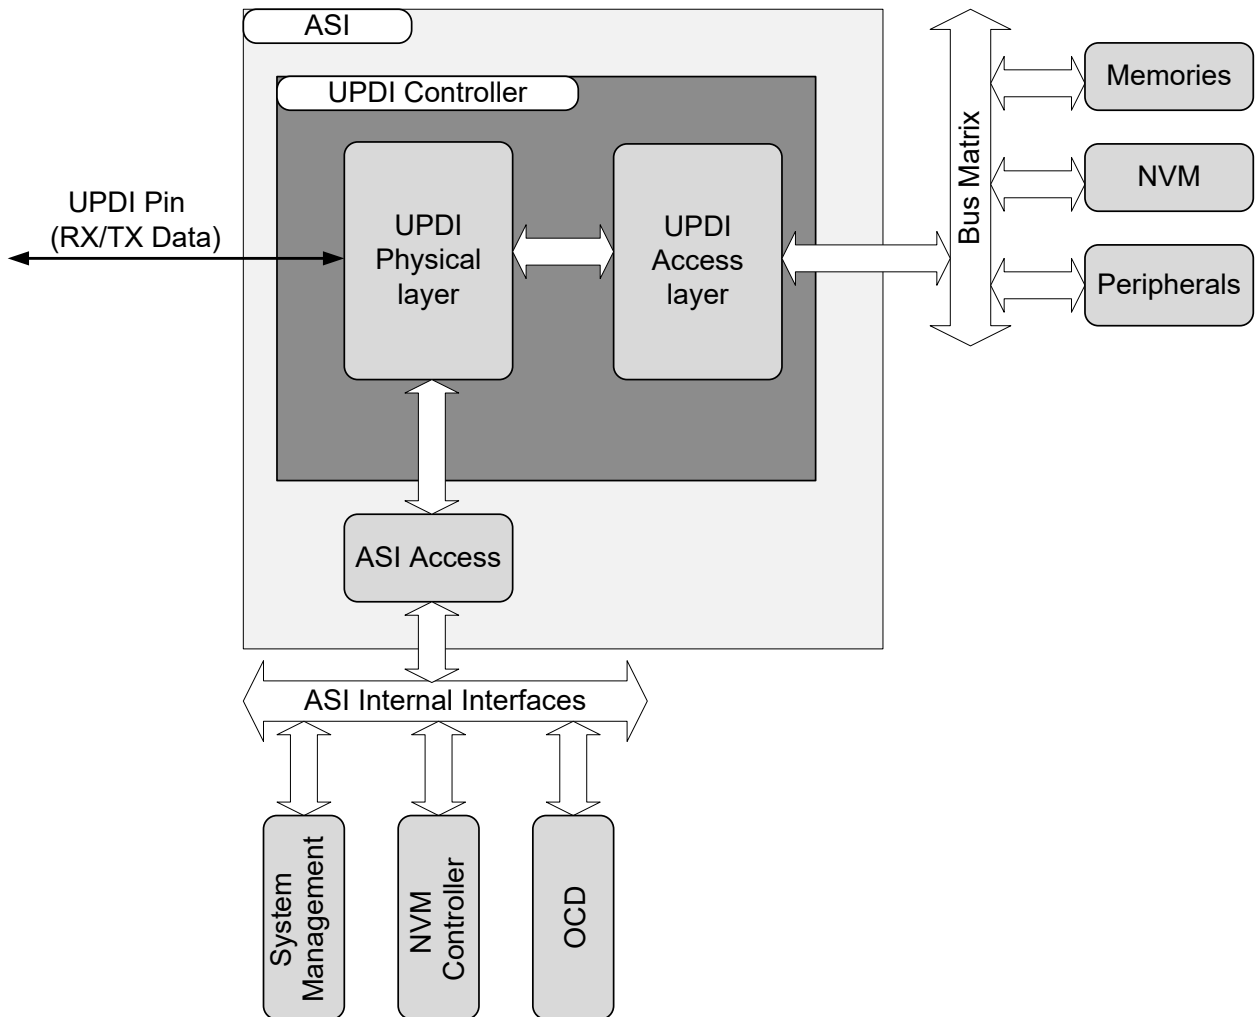 ASI
UPDI Controller
UPDI Pin
(RX/TX Data)
UPDI
Physical
layer
UPDI
Access
layer
Bus Matrix
Memories
NVM
Peripherals
ASI Access
ASI Internal Interfaces
System
Management
NVM
Controller
OCD